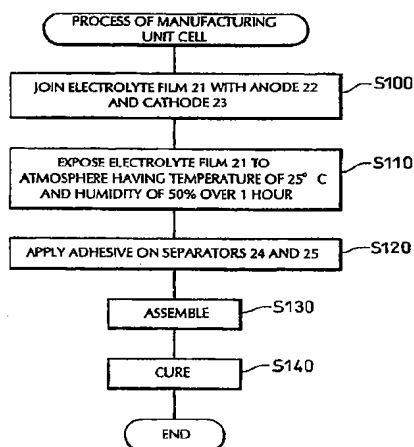 PROCESS OF MANUFACTURING
UNIT CELL
JOIN ELECTROLYTE FILM 21 WITH ANODE 22
AND CATHODE 23
S100
EXPOSE ELECTROLYTE FILM 21 TO
ATMOSPHERE HAVING TEMPERATURE OF 25° C
AND HUMIDITY OF 50% OVER 1 HOUR
S110
APPLY ADHESIVE ON SEPARATORS 24 AND 25
S120
ASSEMBLE
S130
CURE
S140
END